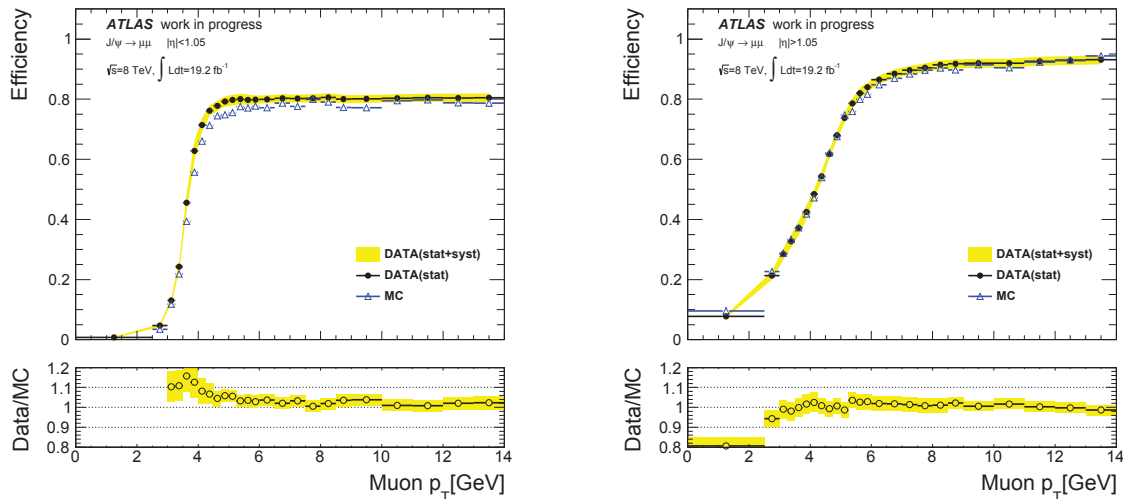 ATLAS work in progress
J/ψ → μμ |η|<1.05
√s=8 TeV, ∫ Ldt=19.2 fb⁻¹
Efficiency
1
0.8
0.6
0.4
0.2
0
DATA(stat+syst)
DATA(stat)
MC
Data/MC
1.2
1.1
1
0.9
0.8
0 2 4 6 8 10 12 14
Muon p_T[GeV]
ATLAS work in progress
J/ψ → μμ |η|>1.05
√s=8 TeV, ∫ Ldt=19.2 fb⁻¹
Efficiency
1
0.8
0.6
0.4
0.2
0
DATA(stat+syst)
DATA(stat)
MC
Data/MC
1.2
1.1
1
0.9
0.8
0 2 4 6 8 10 12 14
Muon p_T[GeV]